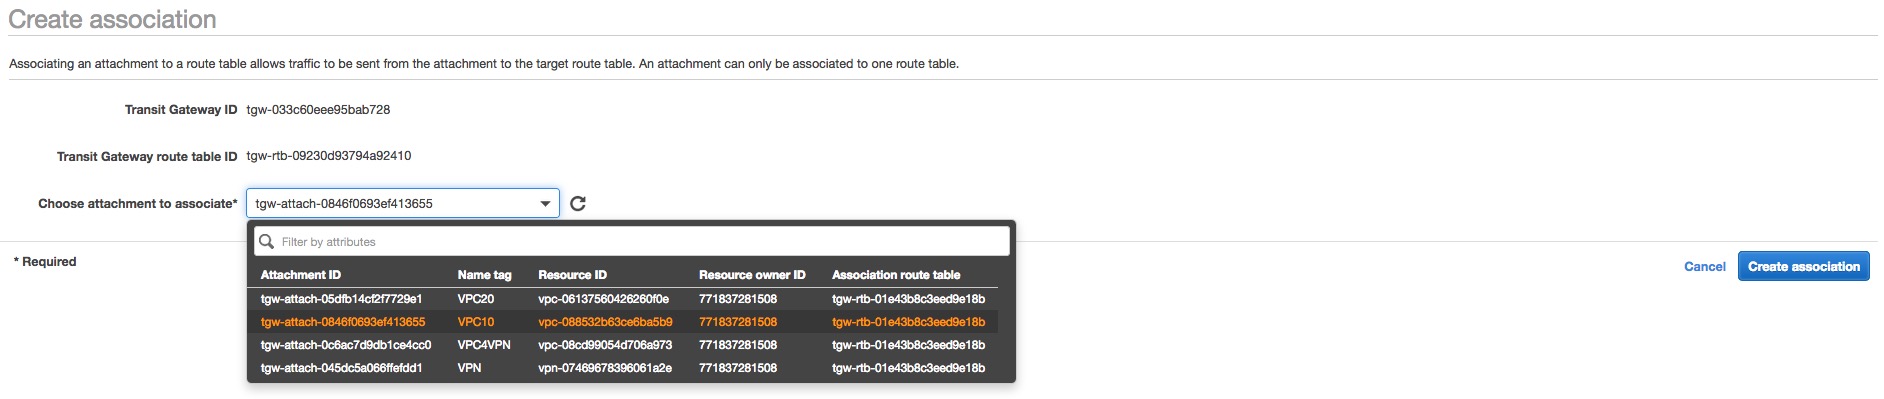 Create association
Associating an attachment to a route table allows traffic to be sent from the attachment to the target route table. An attachment can only be associated to one route table.
Transit Gateway ID tgw-033c60eee95bab728
Transit Gateway route table ID tgw-rtb-09230d93794a92410
Choose attachment to associate* tgw-attach-0846f0693ef413655
Filter by attributes
* Required
Cancel Create association
Attachment ID Name tag Resource ID Resource owner ID Association route table
tgw-attach-05dfb14cf2f7729e1 VPC20 vpc-06137560426260f0e 771837281508 tgw-rtb-01e43b8c3eed9e18b
tgw-attach-0846f0693ef413655 VPC10 vpc-088532b63ce6ba5b9 771837281508 tgw-rtb-01e43b8c3eed9e18b
tgw-attach-0c6ac7d9db1ce4cc0 VPC4VPN vpc-08cd99054d706a973 771837281508 tgw-rtb-01e43b8c3eed9e18b
tgw-attach-045dc5a066ffefdd1 VPN vpn-07469678396061a2e 771837281508 tgw-rtb-01e43b8c3eed9e18b